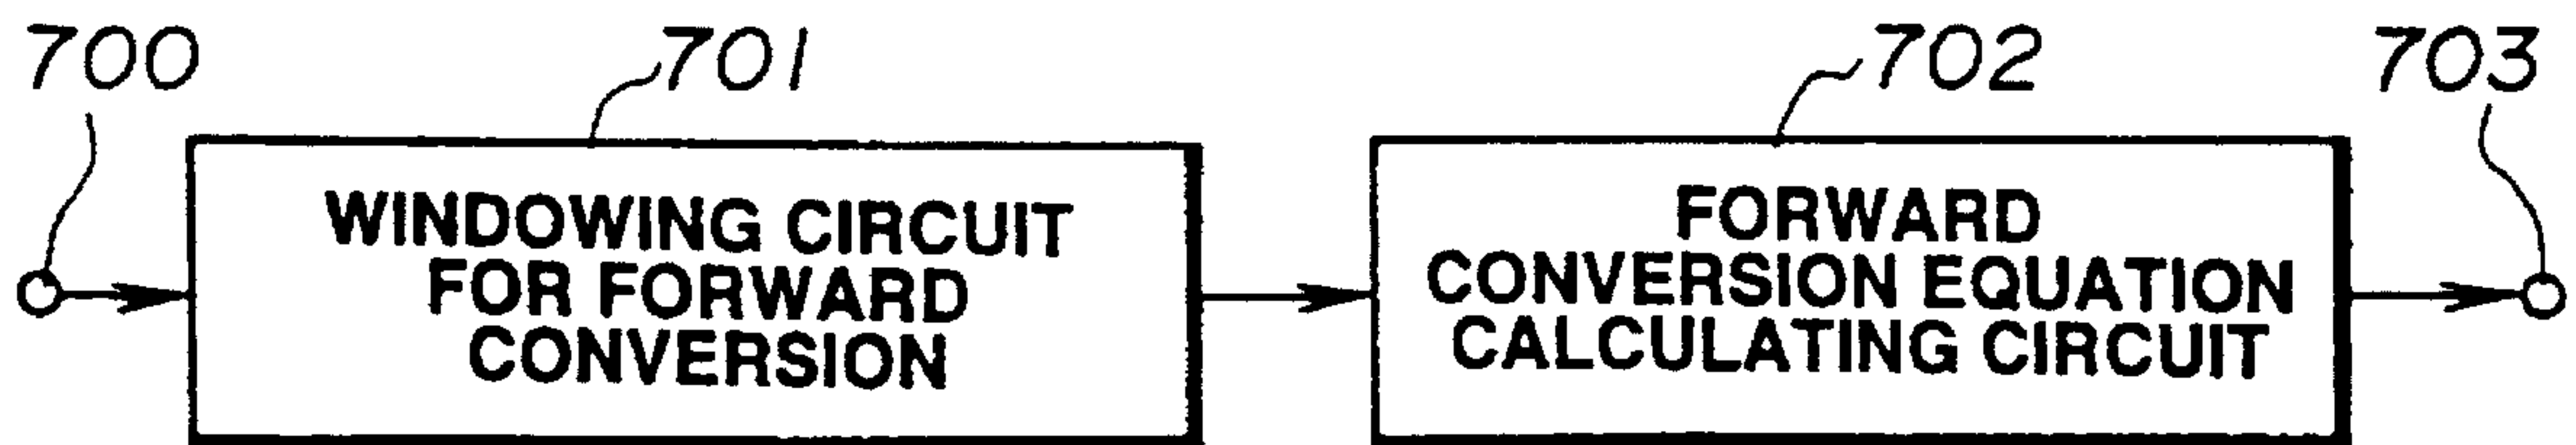 700
701
702
703
WINDOWING CIRCUIT
FOR FORWARD
CONVERSION
FORWARD
CONVERSION EQUATION
CALCULATING CIRCUIT